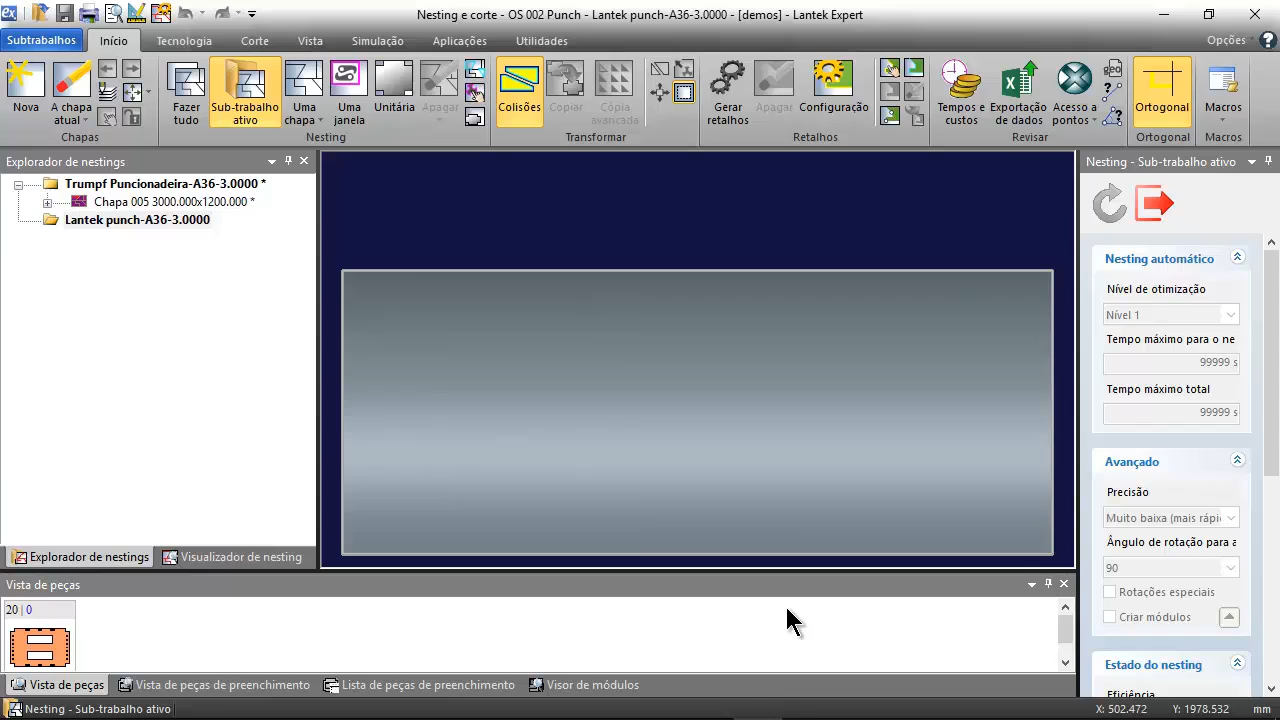 Nesting e corte - OS 002 Punch - Lantek punch-A36-3.0000 - [demos] - Lantek Expert
Subtrabalhos
Início
Tecnologia
Corte
Vista
Simulação
Aplicações
Utilidades
Opções
Nova
A chapa atual
Chapas
Fazer tudo
Sub-trabalho ativo
Uma chapa
Uma janela
Unitária
Apagar
Nesting
Colisões
Copiar
Cópia avançada
Transformar
Gerar retalhos
Apagar
Configuração
Retalhos
Tempos e custos
Exportação de dados
Acesso a pontos
Revisar
Ortogonal
Ortogonal
Macros
Macros
Explorador de nestings
Trumpf Puncionadeira-A36-3.0000 *
Chapa 005 3000.000x1200.000 *
Lantek punch-A36-3.0000
Explorador de nestings
Visualizador de nesting
Nesting - Sub-trabalho ativo
Nesting automático
Nível de otimização
Nível 1
Tempo máximo para o ne
99999 s
Tempo máximo total
99999 s
Avançado
Precisão
Muito baixa (mais rápi
Ângulo de rotação para a
90
Rotações especiais
Criar módulos
Estado do nesting
Eficiência
Vista de peças
20 | 0
Vista de peças
Vista de peças de preenchimento
Lista de peças de preenchimento
Visor de módulos
Nesting - Sub-trabalho ativo
X: 502.472
Y: 1978.532
mm